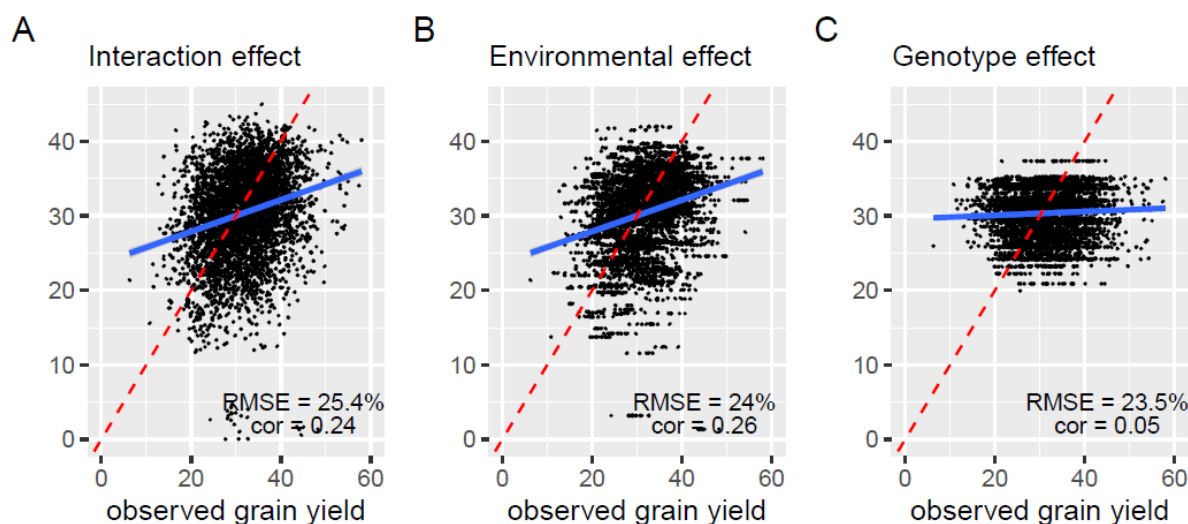 A
Interaction effect
40
30
20
10
0
RMSE = 25.4%
cor = 0.24
0 20 40 60
observed grain yield
B
Environmental effect
40
30
20
10
0
RMSE = 24%
cor = 0.26
0 20 40 60
observed grain yield
C
Genotype effect
40
30
20
10
0
RMSE = 23.5%
cor = 0.05
0 20 40 60
observed grain yield